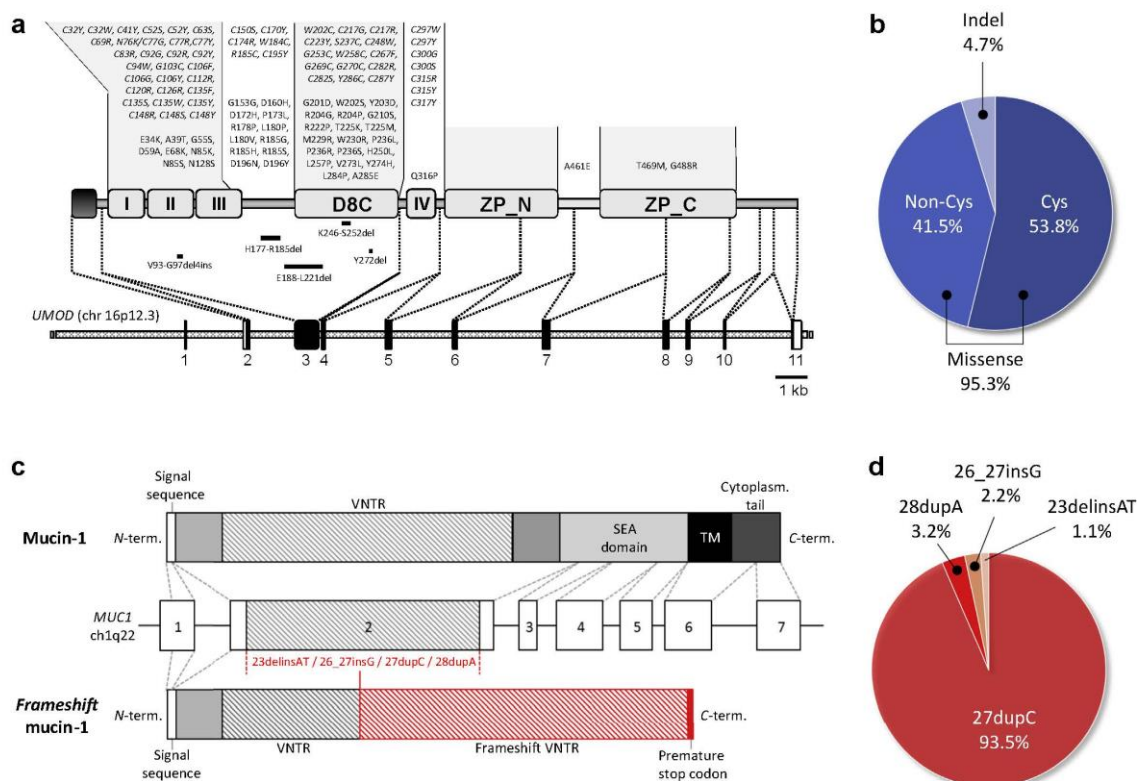 a
C32Y, C32W, C41Y, C52S, C52Y, C63S,
C69R, N76K/C77G, C77R,C77Y,
C83R, C92G, C92R, C92Y,
C94W, G103C, C106F,
C106G, C106Y, C112R,
C120R, C126R, C135F,
C135S, C135W, C135Y,
C148R, C148S, C148Y
E34K, A39T, G55S,
D59A, E68K, N85K,
N85S, N128S
C150S, C170Y,
C174R, W184C,
R185C, C195Y
G153G, D160H,
D172H, P173L,
R178P, L180P,
L180V, R185G,
R185H, R185S,
D196N, D196Y
W202C, C217G, C217R,
C223Y, S237C, C248W,
G253C, W258C, C267F,
G269C, G270C, C282R,
C282S, Y286C, C287Y
G201D, W202S, Y203D,
R204G, R204P, G210S,
R222P, T225K, T225M,
M229R, W230R, P236L,
P236R, P236S, H250L,
L257P, V273L, Y274H,
L284P, A285E
C297W
C297Y
C300G
C300S
C315R
C315Y
C317Y
Q316P
A461E
T469M, G488R
I II III D8C IV ZP_N ZP_C
K246-S252del
H177-R185del
Y272del
V93-G97del4ins
E188-L221del
UMOD (chr 16p12.3)
1 2 3 4 5 6 7 8 9 10 11
1 kb
b
Indel
4.7%
Non-Cys
41.5%
Cys
53.8%
Missense
95.3%
c
Signal
sequence
VNTR
Cytoplasm.
tail
Mucin-1
N-term.
SEA
domain
TM
C-term.
MUC1
ch1q22
1 2 3 4 5 6 7
23delinsAT / 26_27insG / 27dupC / 28dupA
Frameshift
mucin-1
N-term.
C-term.
Signal
sequence
VNTR
Frameshift VNTR
Premature
stop codon
d
26_27insG
2.2%
28dupA
3.2%
23delinsAT
1.1%
27dupC
93.5%